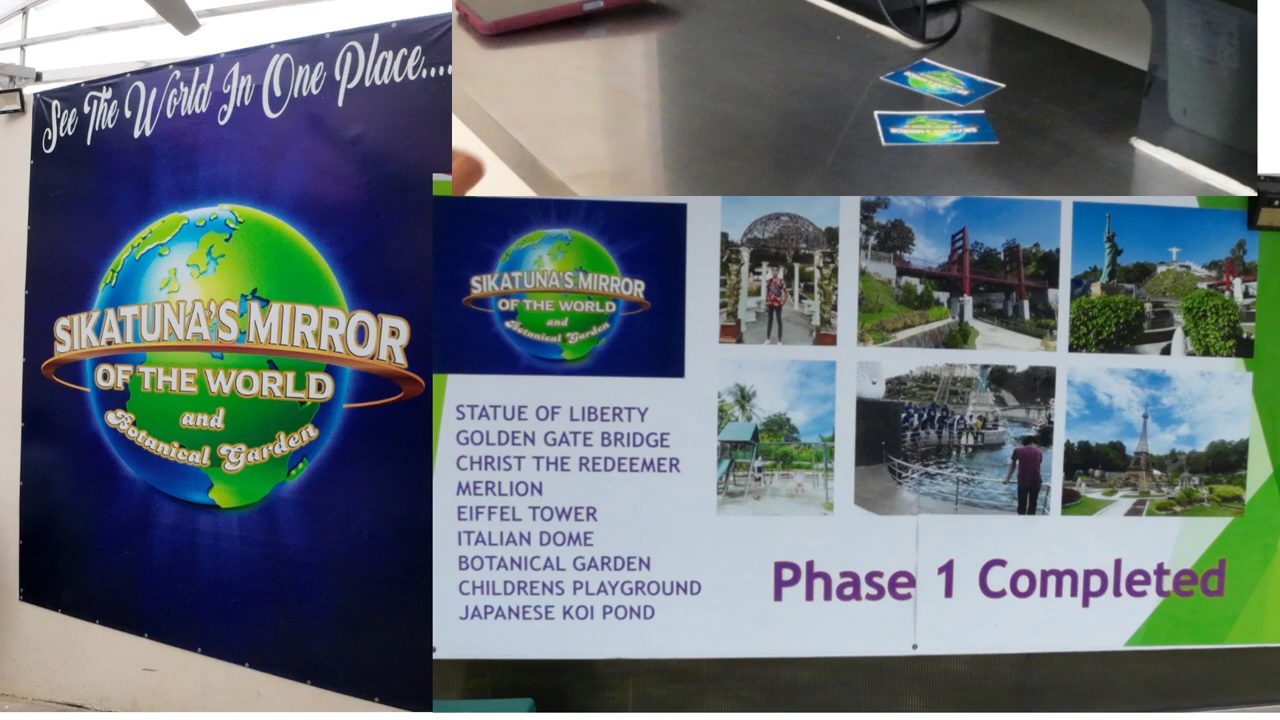 See The World In One Place....
SIKATUNA'S MIRROR
OF THE WORLD
and
Botanical Garden
SIKATUNA'S MIRROR
OF THE WORLD
and
Botanical Garden
STATUE OF LIBERTY
GOLDEN GATE BRIDGE
CHRIST THE REDEEMER
MERLION
EIFFEL TOWER
ITALIAN DOME
BOTANICAL GARDEN
CHILDRENS PLAYGROUND
JAPANESE KOI POND
Phase 1 Completed